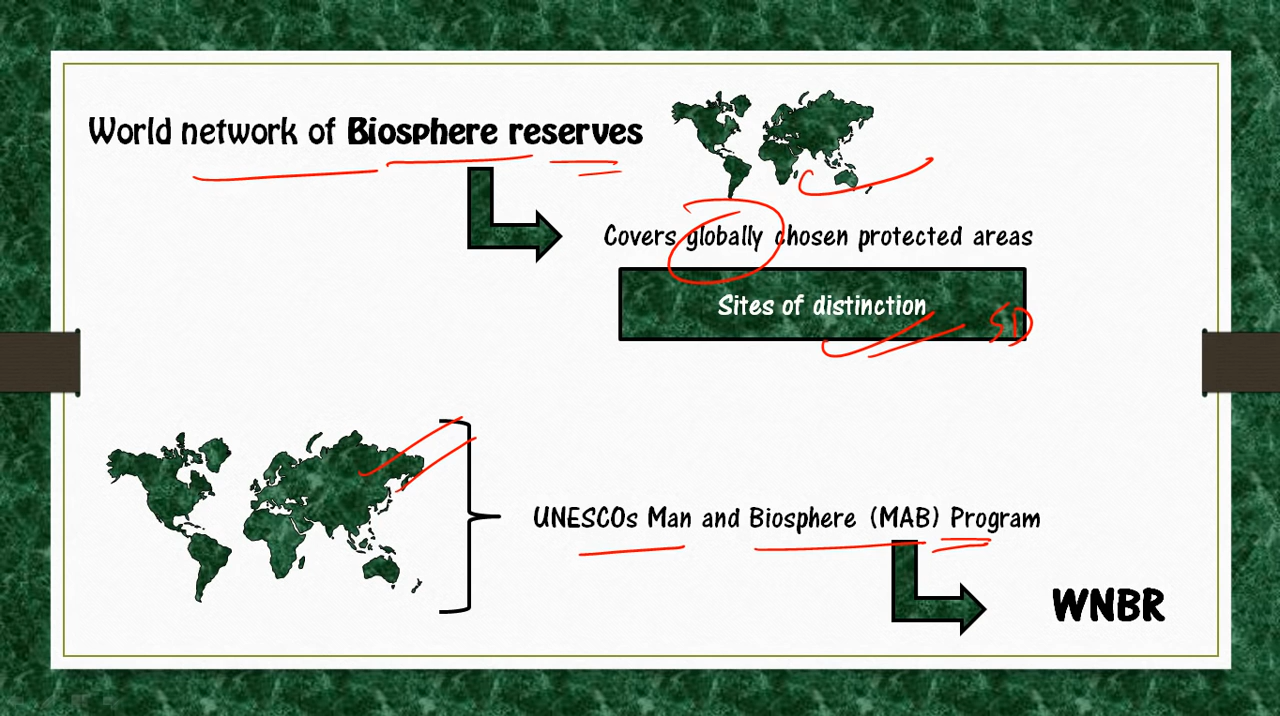 World network of Biosphere reserves
Covers globally chosen protected areas
Sites of distinction
SD
UNESCOs Man and Biosphere (MAB) Program
WNBR